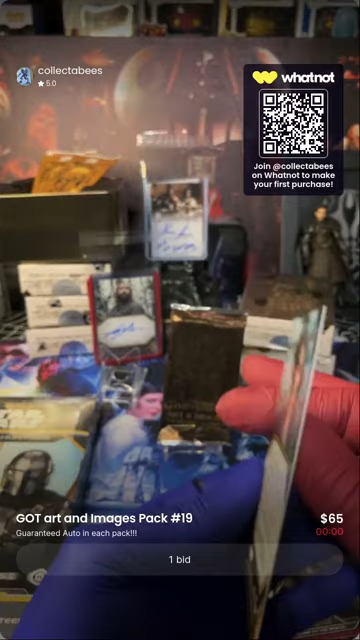 collectabees
★ 5.0
whatnot
Join @collectabees
on Whatnot to make
your first purchase!
STAR
GOT art and Images Pack #19
$65
Guaranteed Auto in each pack!!!
00:00
1 bid